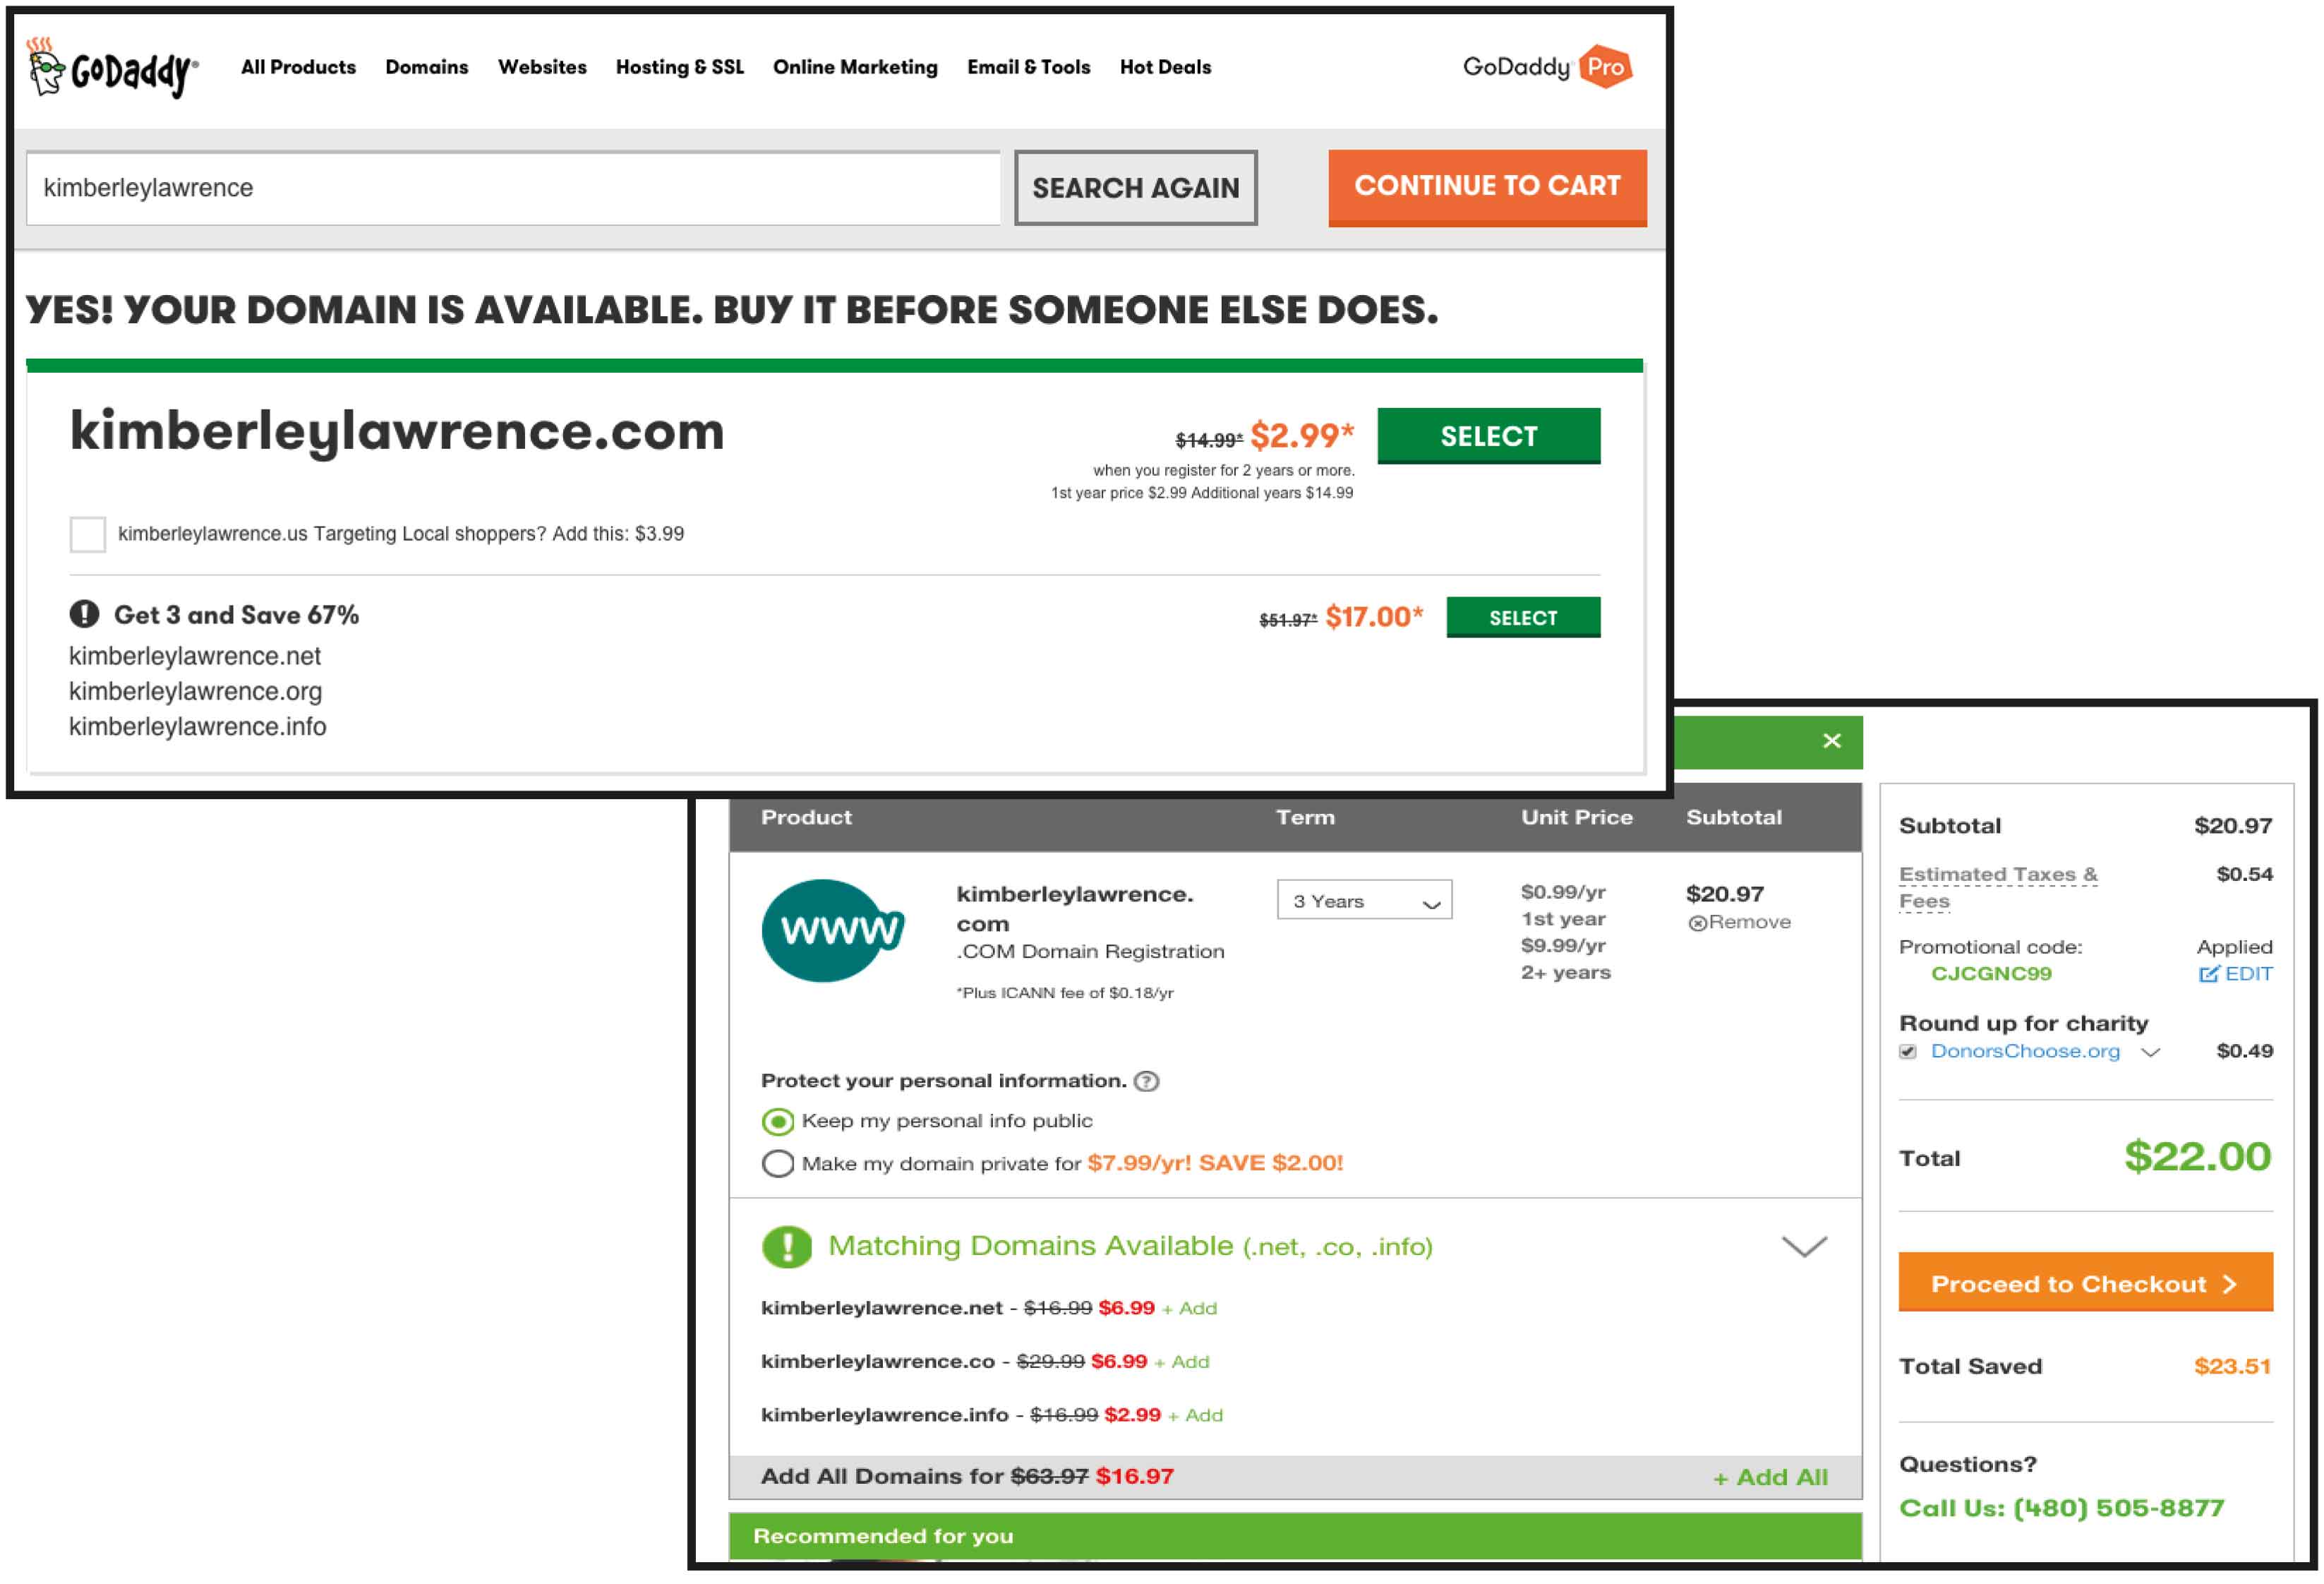 GoDaddy All Products Domains Websites Hosting & SSL Online Marketing Email & Tools Hot Deals GoDaddy Pro
kimberleylawrence SEARCH AGAIN CONTINUE TO CART
YES! YOUR DOMAIN IS AVAILABLE. BUY IT BEFORE SOMEONE ELSE DOES.
kimberleylawrence.com $14.99* $2.99* SELECT
when you register for 2 years or more.
1st year price $2.99 Additional years $14.99
kimberleylawrence.us Targeting Local shoppers? Add this: $3.99
! Get 3 and Save 67% $51.97* $17.00* SELECT
kimberleylawrence.net
kimberleylawrence.org
kimberleylawrence.info
Product Term Unit Price Subtotal
www
kimberleylawrence.
com
.COM Domain Registration
*Plus ICANN fee of $0.18/yr
3 Years
$0.99/yr
1st year
$9.99/yr
2+ years
$20.97
Remove
Protect your personal information. ?
Keep my personal info public
Make my domain private for $7.99/yr! SAVE $2.00!
! Matching Domains Available (.net, .co, .info)
kimberleylawrence.net - $16.99 $6.99 + Add
kimberleylawrence.co - $29.99 $6.99 + Add
kimberleylawrence.info - $16.99 $2.99 + Add
Add All Domains for $63.97 $16.97 + Add All
Recommended for you
Subtotal $20.97
Estimated Taxes & $0.54
Fees
Promotional code: Applied
CJCGNC99 EDIT
Round up for charity
DonorsChoose.org $0.49
Total $22.00
Proceed to Checkout
Total Saved $23.51
Questions?
Call Us: (480) 505-8877